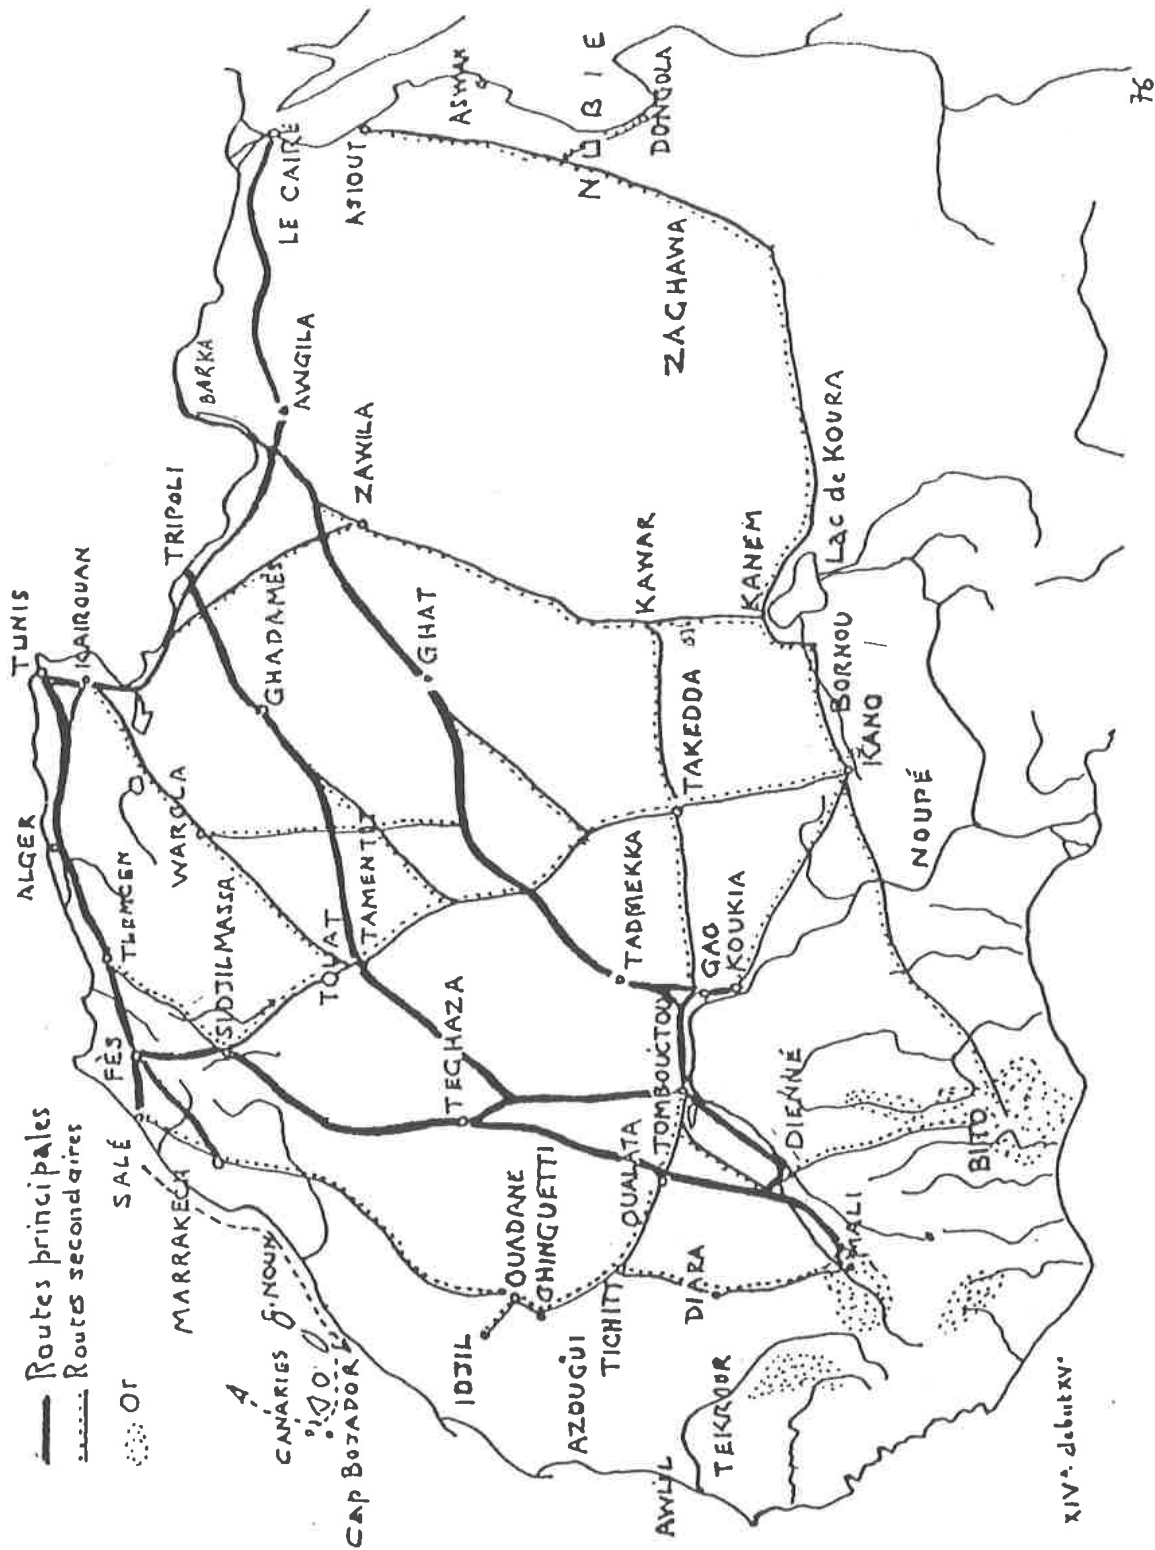 Routes principales
Routes secondaires
Or
TUNIS
KAIROUAN
ALGER
TLEMCEN
FÈS
SALÉ
MARRAKECH
SIDJILMASSA
WARGLA
TRIPOLI
BARKA
AWGILA
LE CAIRE
ASIOUT
ASWAN
NUBIE
DONGOLA
ZAGHAWA
ZAWILA
GHADAMÈS
GHAT
TOUAT
TAMENTIT
TEGHAZA
CANARIES
G. NOUN
CAP BOJADOR
IDJIL
OUADANE
CHINGUETTI
AZOUGUI
TICHITT
OUALATA
TOMBOUCTOU
TADMEKKA
TAKEDDA
KAWAR
KANEM
Lac de KOURA
BORNOU
KANO
GAO
KOUKIA
NOUPÉ
DIENNÉ
DIARA
MALI
BITO
AWLIL
TEKROUR
XIVe. debut XVe
76